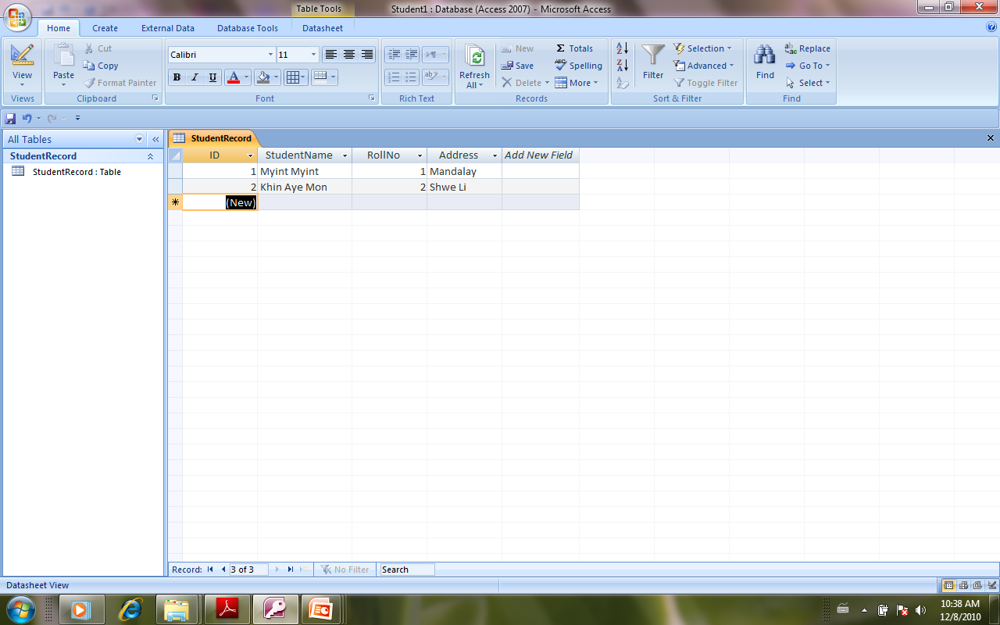 Table Tools
Student1 : Database (Access 2007) - Microsoft Access
Home Create External Data Database Tools Datasheet
View
Views
Paste
Cut
Copy
Format Painter
Clipboard
Calibri 11
B I U A
Font
Rich Text
Refresh All
New
Save
Delete
Totals
Spelling
More
Records
Filter
Selection
Advanced
Toggle Filter
Sort & Filter
Find
Replace
Go To
Select
Find
All Tables
StudentRecord
StudentRecord : Table
StudentRecord
ID StudentName RollNo Address Add New Field
1 Myint Myint 1 Mandalay
2 Khin Aye Mon 2 Shwe Li
(New)
Record: 3 of 3 No Filter Search
Datasheet View
10:38 AM
12/8/2010